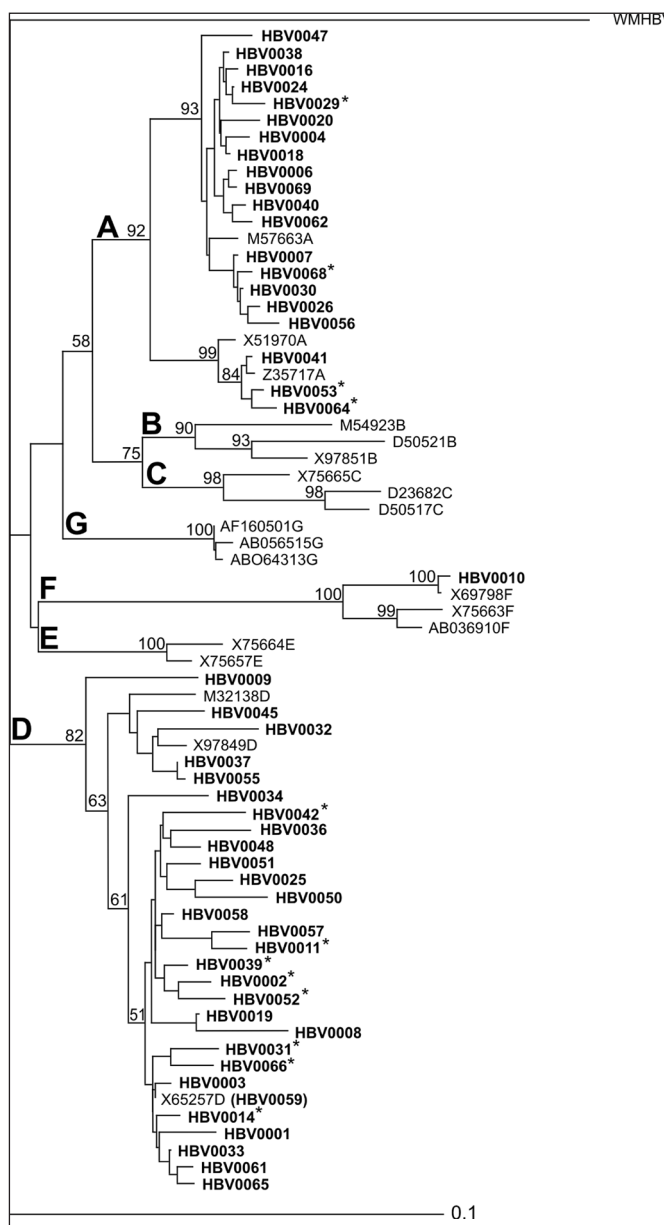 WMHBV
HBV0047
HBV0038
HBV0016
HBV0024
93
HBV0029*
HBV0020
HBV0004
HBV0018
HBV0006
HBV0069
HBV0040
HBV0062
A 92
M57663A
HBV0007
HBV0068*
HBV0030
HBV0026
HBV0056
X51970A
58
99
HBV0041
84
Z35717A
HBV0053*
HBV0064*
B 90
M54923B
93
D50521B
75
X97851B
C 98
X75665C
98
D23682C
D50517C
G 100
AF160501G
AB056515G
ABO64313G
F
100
HBV0010
100
X69798F
99
X75663F
AB036910F
E 100
X75664E
X75657E
HBV0009
M32138D
HBV0045
D 82
HBV0032
X97849D
HBV0037
HBV0055
63
HBV0034
HBV0042*
HBV0036
HBV0048
HBV0051
HBV0025
HBV0050
61
HBV0058
HBV0057
HBV0011*
HBV0039*
HBV0002*
HBV0052*
51
HBV0019
HBV0008
HBV0031*
HBV0066*
HBV0003
X65257D (HBV0059)
HBV0014*
HBV0001
HBV0033
HBV0061
HBV0065
0.1